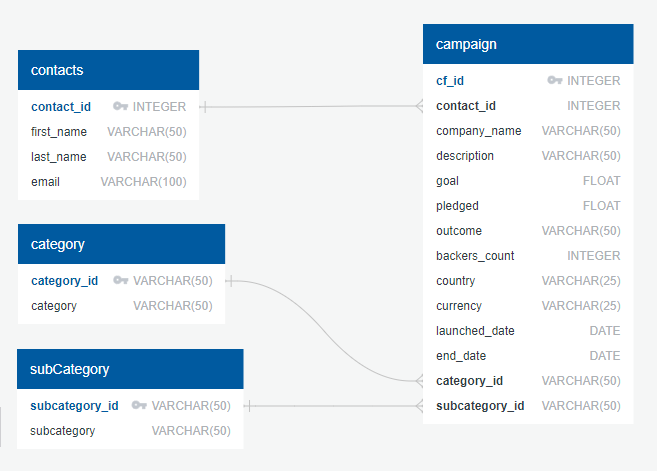 contacts
contact_id INTEGER
first_name VARCHAR(50)
last_name VARCHAR(50)
email VARCHAR(100)
category
category_id VARCHAR(50)
category VARCHAR(50)
subCategory
subcategory_id VARCHAR(50)
subcategory VARCHAR(50)
campaign
cf_id INTEGER
contact_id INTEGER
company_name VARCHAR(50)
description VARCHAR(50)
goal FLOAT
pledged FLOAT
outcome VARCHAR(50)
backers_count INTEGER
country VARCHAR(25)
currency VARCHAR(25)
launched_date DATE
end_date DATE
category_id VARCHAR(50)
subcategory_id VARCHAR(50)